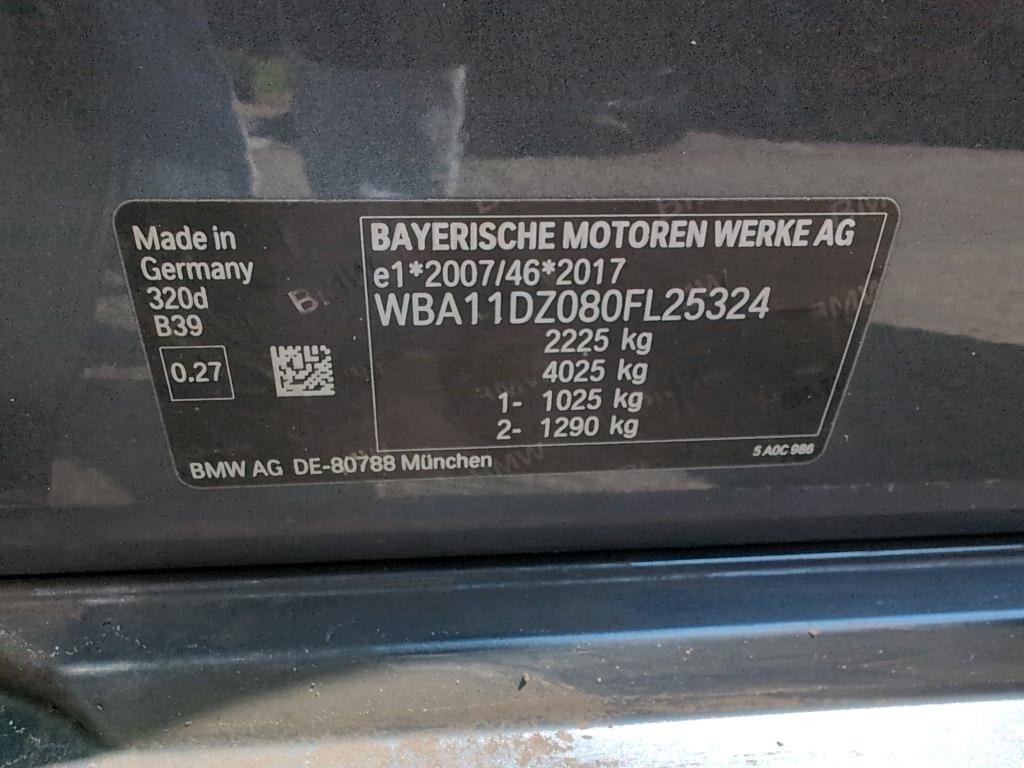 Made in
Germany
320d
B39
0.27
BAYERISCHE MOTOREN WERKE AG
e1*2007/46*2017
WBA11DZ080FL25324
2225 kg
4025 kg
1- 1025 kg
2- 1290 kg
BMW AG DE-80788 München
5 A0C 986